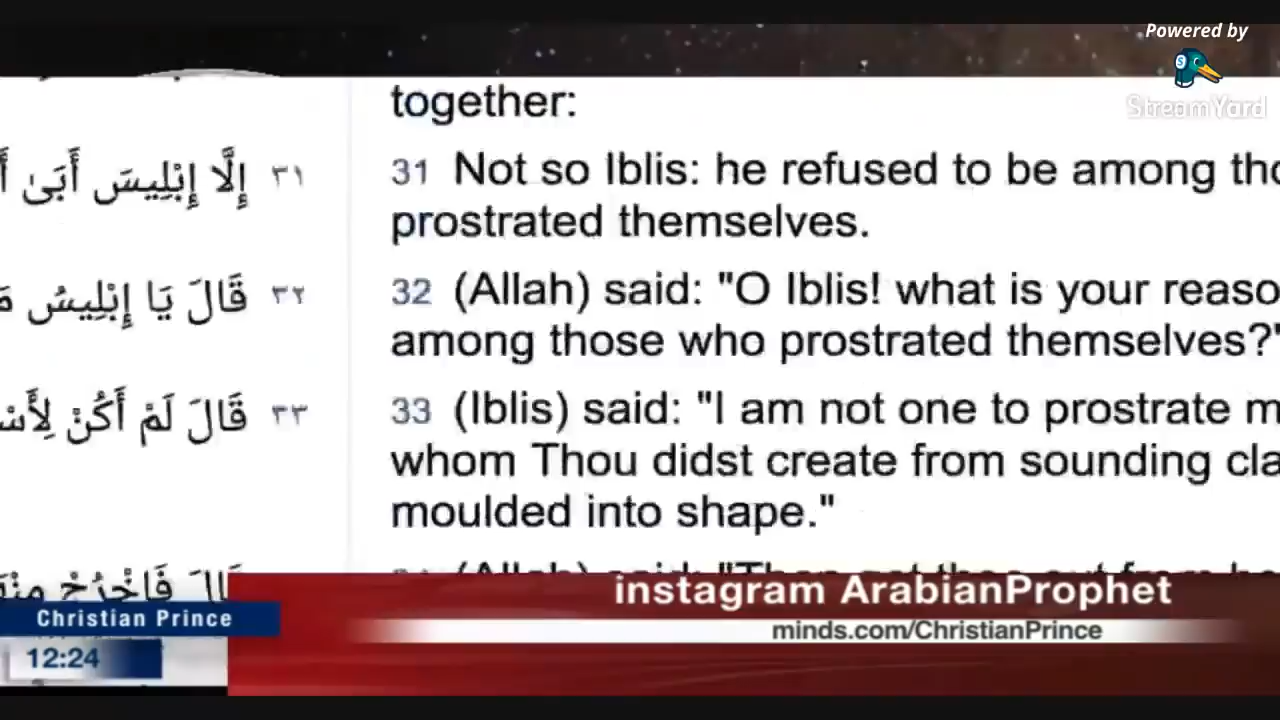 Powered by
StreamYard
together:
إِلَّا إِبْلِيسَ أَبَىٰ ٣١
31 Not so Iblis: he refused to be among
prostrated themselves.
قَالَ يَا إِبْلِيسُ ٣٢
32 (Allah) said: "O Iblis! what is your
among those who prostrated themselves?"
قَالَ لَمْ أَكُنْ ٣٣
33 (Iblis) said: "I am not one to prostrate
whom Thou didst create from sounding
moulded into shape."
instagram ArabianProphet
minds.com/ChristianPrince
Christian Prince
12:24